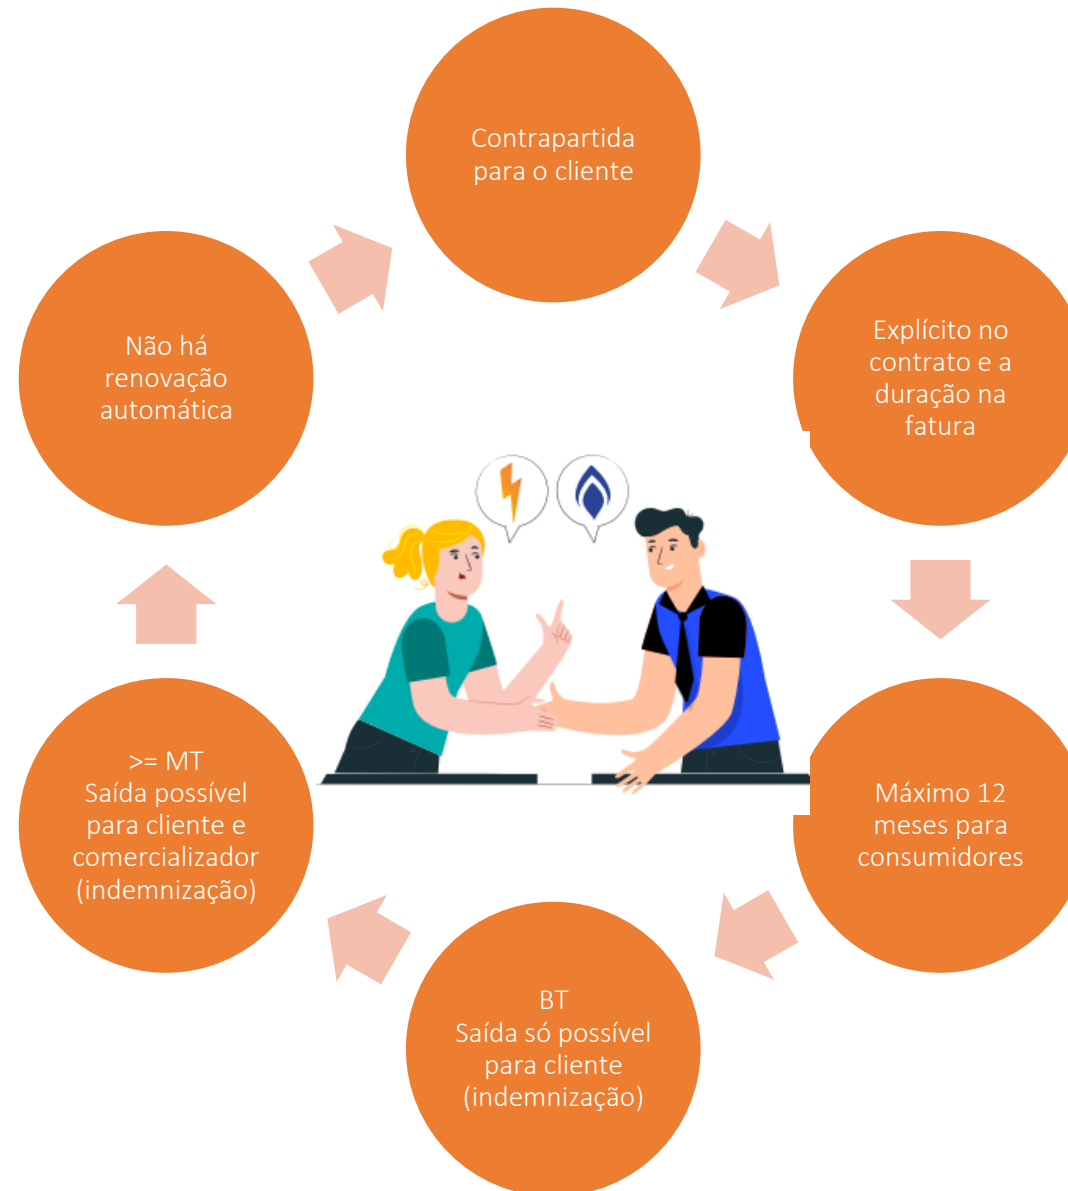 Contrapartida
para o cliente
Explícito no
contrato e a
duração na
fatura
Máximo 12
meses para
consumidores
BT
Saída só possível
para cliente
(indemnização)
>= MT
Saída possível
para cliente e
comercializador
(indemnização)
Não há
renovação
automática